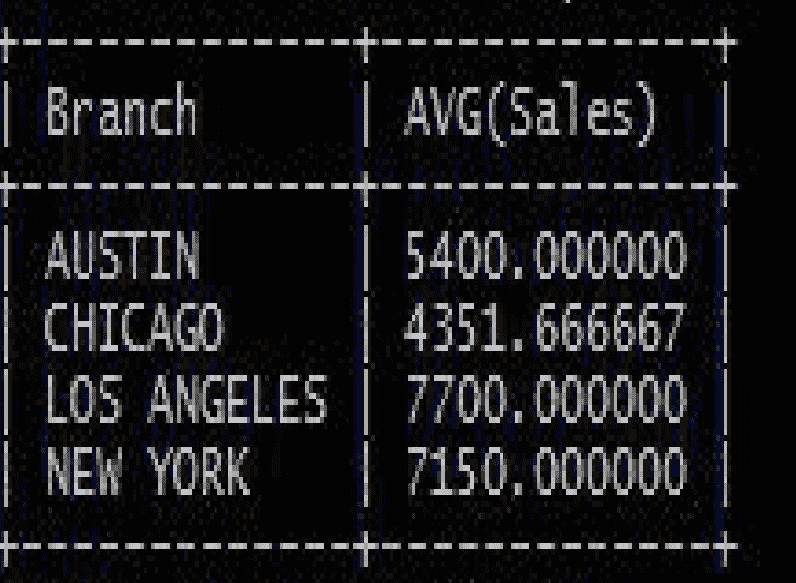 +--------------+--------------+
| Branch | AVG(Sales) |
+--------------+--------------+
| AUSTIN | 5400.000000 |
| CHICAGO | 4351.666667 |
| LOS ANGELES | 7700.000000 |
| NEW YORK | 7150.000000 |
+--------------+--------------+